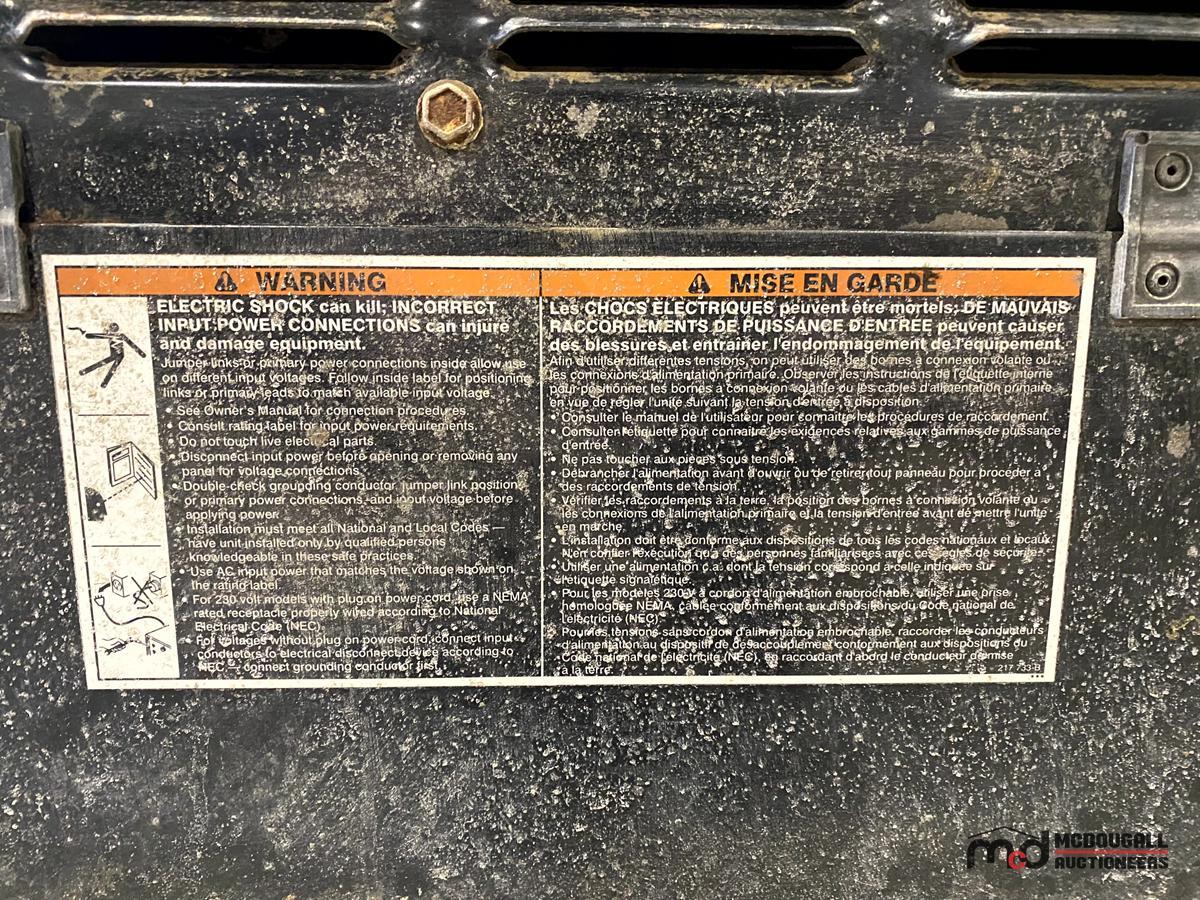 WARNING
ELECTRIC SHOCK can kill; INCORRECT
INPUT POWER CONNECTIONS can injure
and damage equipment.
Jumper links or primary power connections inside allow use
on different input voltages. Follow inside label for positioning
links or primary leads to match available input voltage.
• See Owner's Manual for connection procedures.
• Consult rating label for input power requirements.
• Do not touch live electrical parts.
• Disconnect input power before opening or removing any
panel for voltage connections.
• Double-check grounding conductor, jumper link position
or primary power connections, and input voltage before
applying power.
• Installation must meet all National and Local Codes —
have unit installed only by qualified persons
knowledgeable in these safe practices.
• Use AC input power that matches the voltage shown on
the rating label.
• For 230 volt models with plug on power cord, use a NEMA
rated receptacle properly wired according to National
Electrical Code (NEC).
• For voltages without plug on power cord, connect input
conductors to electrical disconnect device according to
NEC — connect grounding conductor first.
MISE EN GARDE
Les CHOCS ÉLECTRIQUES peuvent être mortels; DE MAUVAIS
RACCORDEMENTS DE PUISSANCE D'ENTRÉE peuvent causer
des blessures et entraîner l'endommagement de l'équipement.
Afin d'utiliser différentes tensions, on peut utiliser des bornes à connexion volante ou
les connexions d'alimentation primaire. Observer les instructions de l'étiquette interne
pour positionner les bornes à connexion volante ou les câbles d'alimentation primaire
en vue de régler l'unité suivant la tension d'entrée à disposition.
• Consulter le manuel de l'utilisateur pour connaître les procédures de raccordement.
• Consulter l'étiquette pour connaître les exigences relatives aux gammes de puissance
d'entrée.
• Ne pas toucher aux pièces sous tension.
• Débrancher l'alimentation avant d'ouvrir ou de retirer tout panneau pour procéder à
des raccordements de tension.
• Vérifier les raccordements à la terre, la position des bornes à connexion volante ou
les connexions de l'alimentation primaire et la tension d'entrée avant de mettre l'unité
en marche.
• L'installation doit être conforme aux dispositions de tous les codes nationaux et locaux.
N'en confier l'exécution qu'à des personnes familiarisées avec ces règles de sécurité.
• Utiliser une alimentation c.a. dont la tension correspond à celle indiquée sur
l'étiquette signalétique.
• Pour les modèles 230 V à cordon d'alimentation embrochable, utiliser une prise
homologuée NEMA, câblée conformément aux dispositions du Code national de
l'électricité (NEC).
• Pour les tensions sans cordon d'alimentation embrochable, raccorder les conducteurs
d'alimentation au dispositif de désaccouplement conformément aux dispositions du
Code national de l'électricité (NEC), en raccordant d'abord le conducteur de mise
à la terre.
217 733-B
mcd MCDOUGALL
AUCTIONEERS